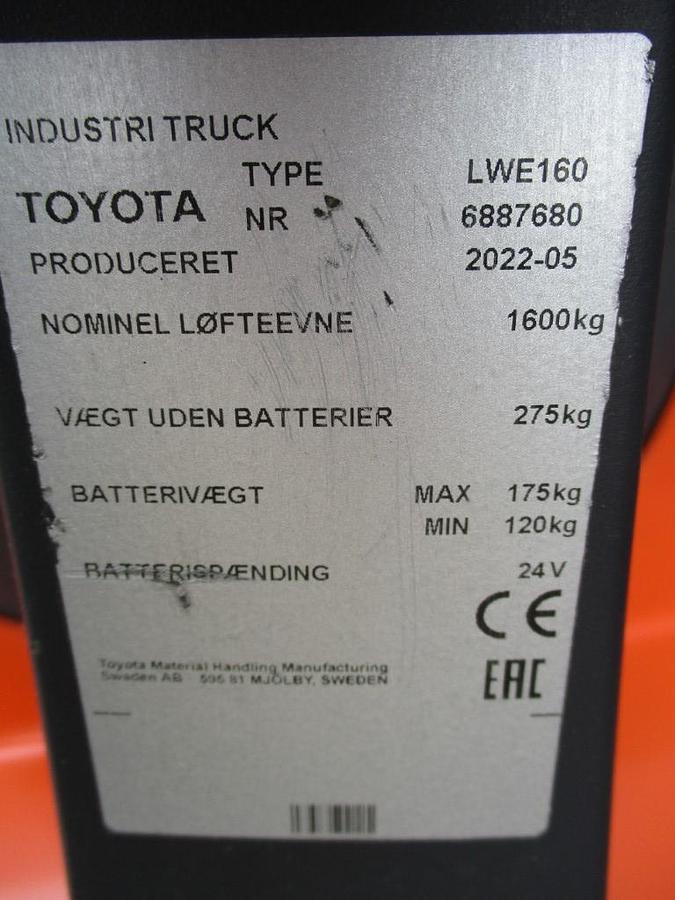 INDUSTRI TRUCK
TYPE LWE160
TOYOTA
NR 6887680
PRODUCERET 2022-05
NOMINEL LØFTEEVNE 1600kg
VÆGT UDEN BATTERIER 275kg
BATTERIVÆGT MAX 175kg
MIN 120kg
BATTERISPÆNDING 24V
CE
Toyota Material Handling Manufacturing
Sweden AB 595 81 MJÖLBY, SWEDEN
EAC